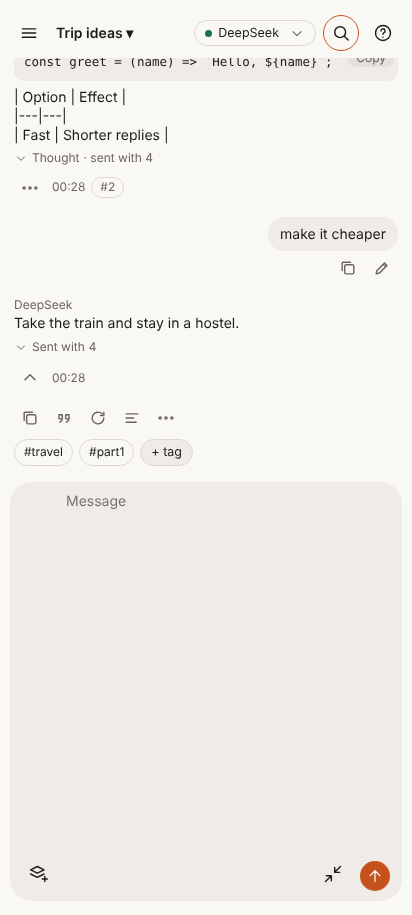 Trip ideas ▾
DeepSeek
const greet = (name) => `Hello, ${name}`;
Copy
| Option | Effect |
|---|---|
| Fast | Shorter replies |
Thought · sent with 4
00:28 #2
make it cheaper
DeepSeek
Take the train and stay in a hostel.
Sent with 4
00:28
#travel #part1 + tag
Message